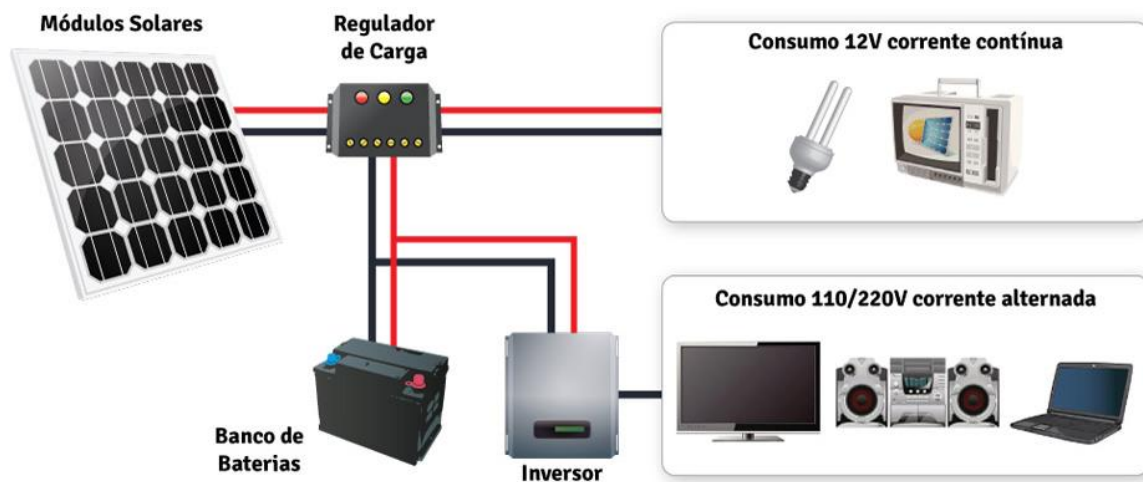 Módulos Solares
Regulador
de Carga
Consumo 12V corrente contínua
Consumo 110/220V corrente alternada
Banco de
Baterias
Inversor